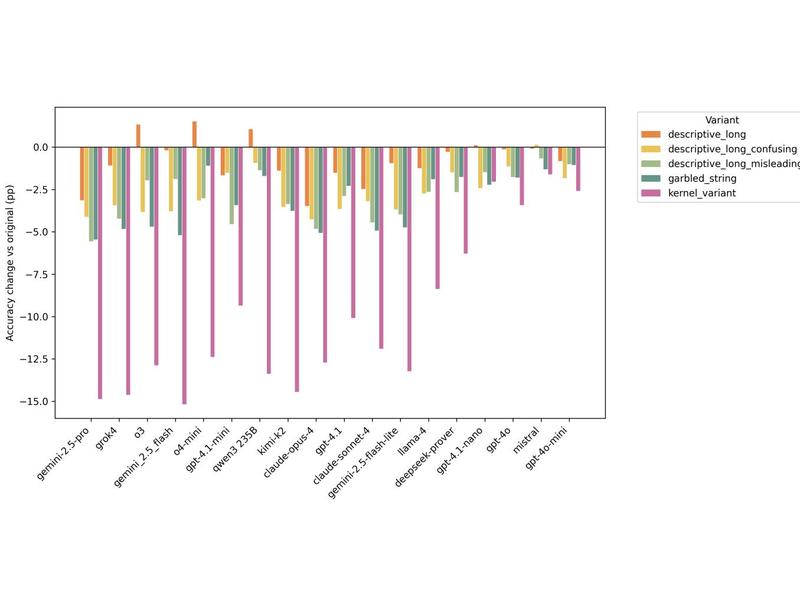 Variant
descriptive_long
descriptive_long_confusing
descriptive_long_misleading
garbled_string
kernel_variant
Accuracy change vs original (pp)
0.0
−2.5
−5.0
−7.5
−10.0
−12.5
−15.0
gemini-2.5-pro
grok4
o3
gemini_2.5_flash
o4-mini
gpt-4.1-mini
qwen3 235B
kimi-k2
claude-opus-4
gpt-4.1
claude-sonnet-4
gemini-2.5-flash-lite
llama-4
deepseek-prover
gpt-4.1-nano
gpt-4o
mistral
gpt-4o-mini